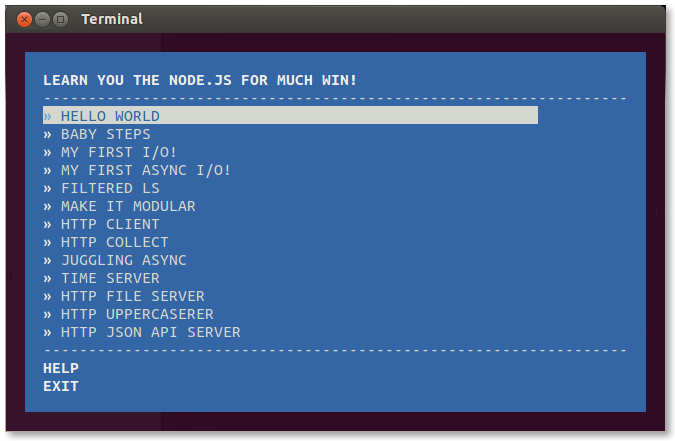 Terminal
LEARN YOU THE NODE.JS FOR MUCH WIN!
-----------------------------------------------------------------
» HELLO WORLD
» BABY STEPS
» MY FIRST I/O!
» MY FIRST ASYNC I/O!
» FILTERED LS
» MAKE IT MODULAR
» HTTP CLIENT
» HTTP COLLECT
» JUGGLING ASYNC
» TIME SERVER
» HTTP FILE SERVER
» HTTP UPPERCASERER
» HTTP JSON API SERVER
-----------------------------------------------------------------
HELP
EXIT